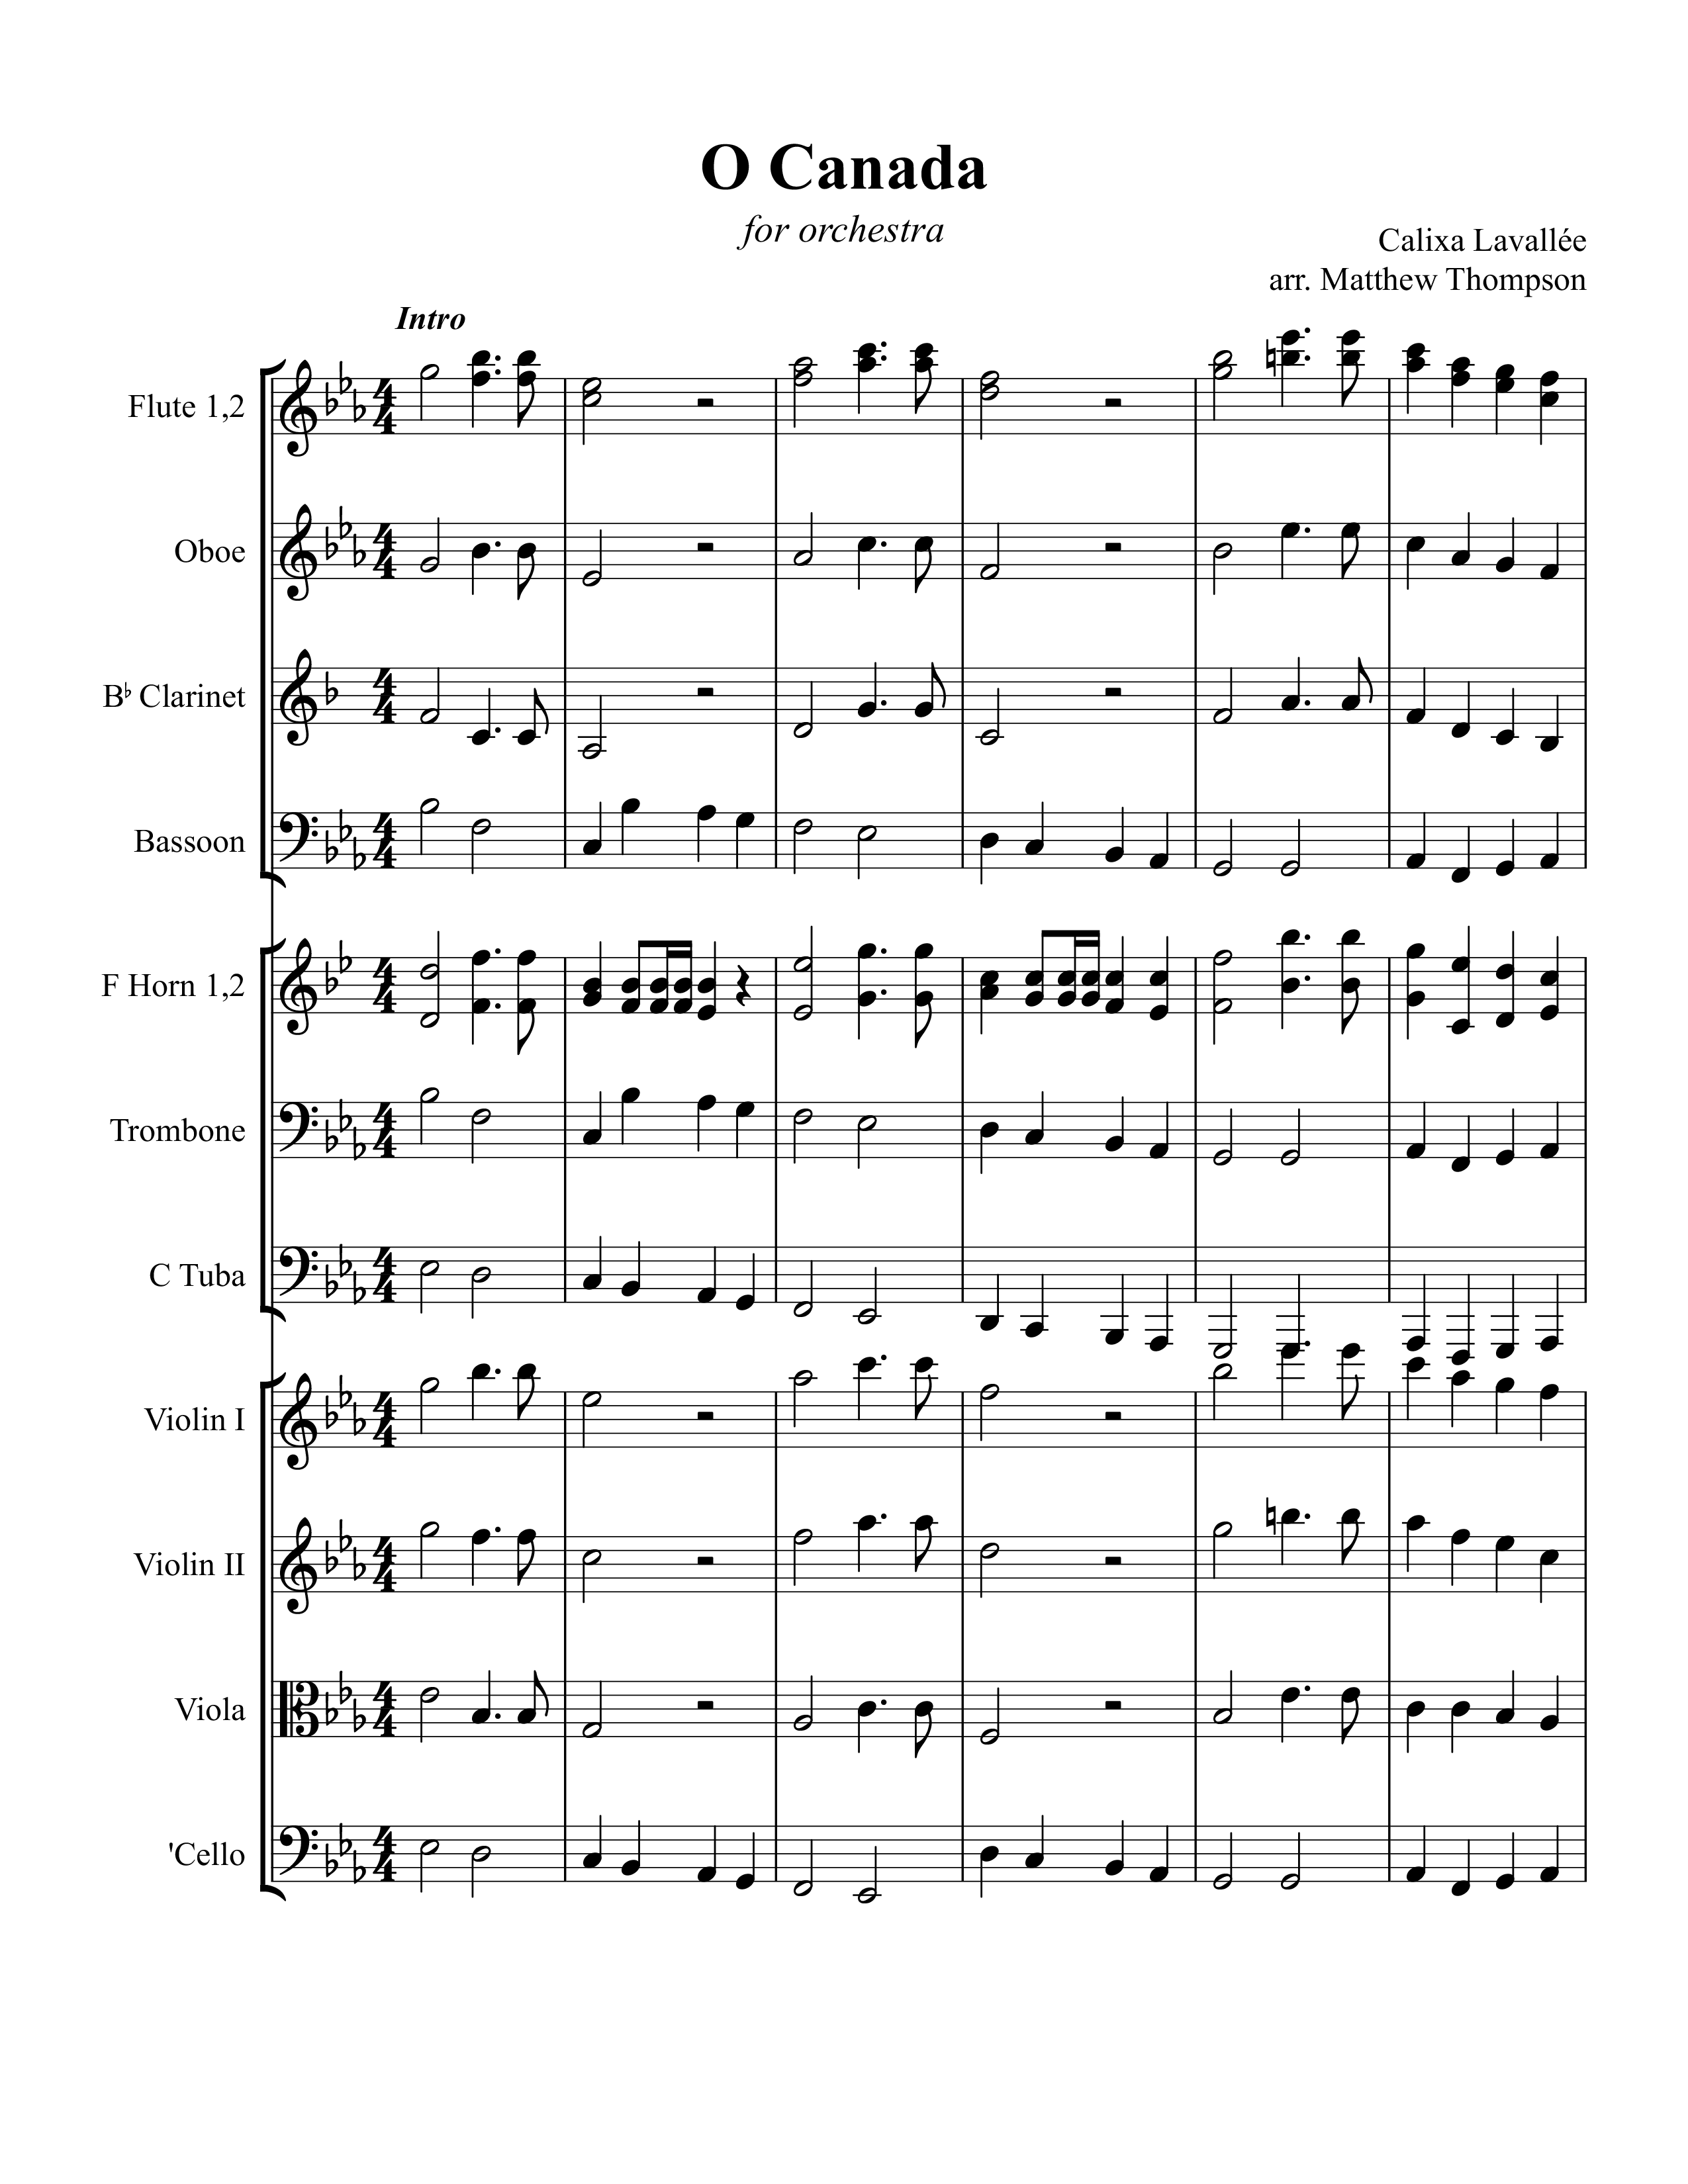 O Canada
for orchestra
Calixa Lavallée
arr. Matthew Thompson
Intro
Flute 1,2
Oboe
B♭ Clarinet
Bassoon
F Horn 1,2
Trombone
C Tuba
Violin I
Violin II
Viola
'Cello